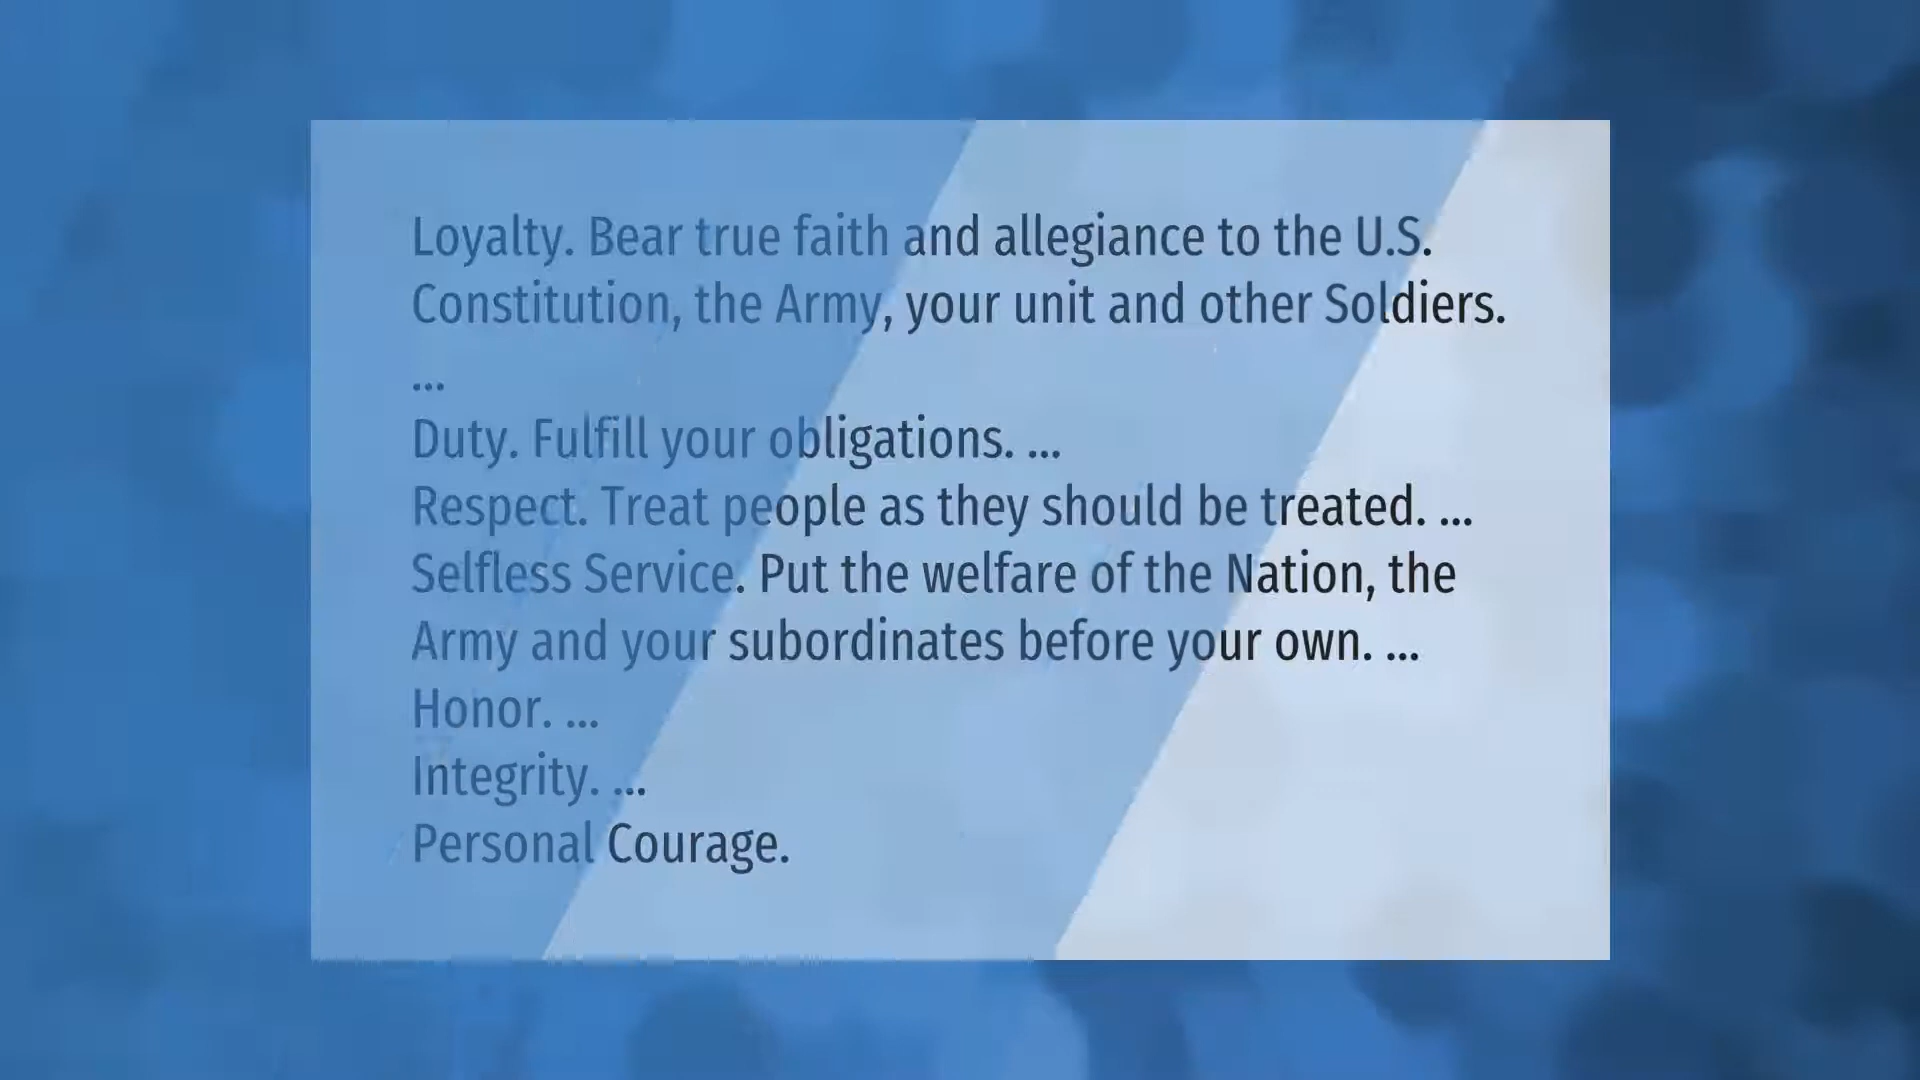 Loyalty. Bear true faith and allegiance to the U.S.
Constitution, the Army, your unit and other Soldiers.
...
Duty. Fulfill your obligations. ...
Respect. Treat people as they should be treated. ...
Selfless Service. Put the welfare of the Nation, the
Army and your subordinates before your own. ...
Honor. ...
Integrity. ...
Personal Courage.